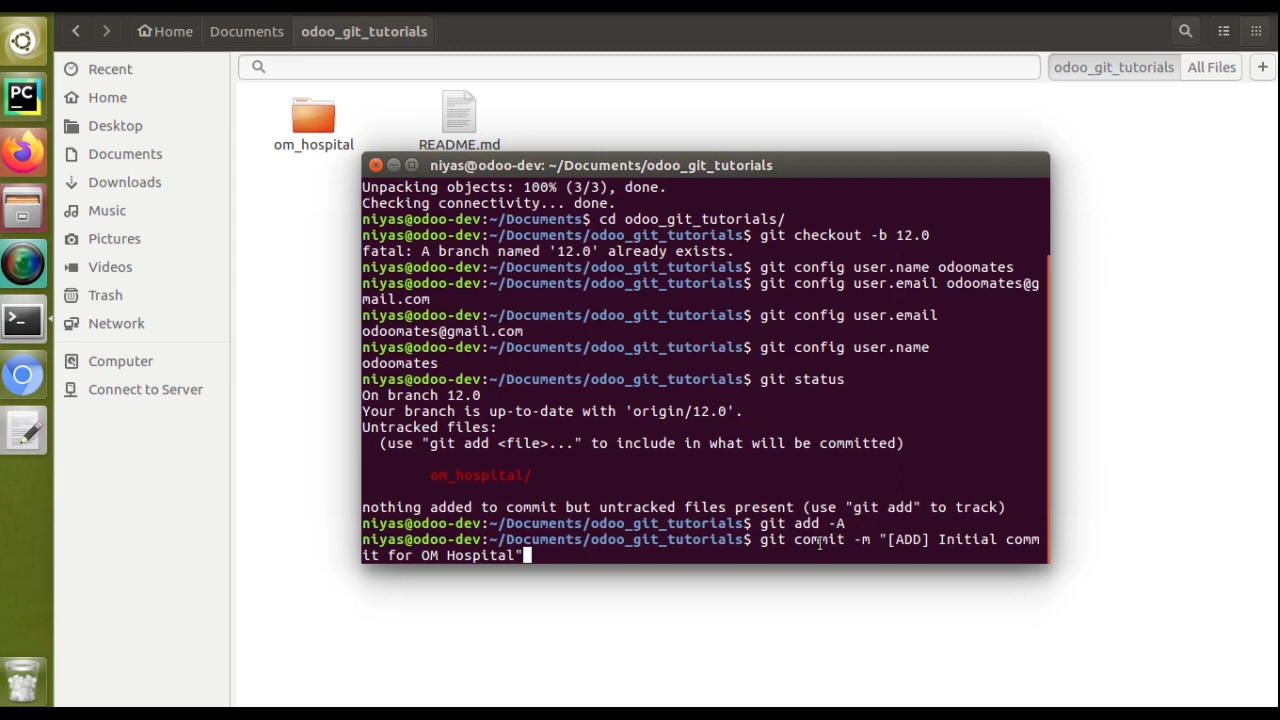 Home Documents odoo_git_tutorials
odoo_git_tutorials All Files +
Recent
Home
Desktop
Documents
Downloads
Music
Pictures
Videos
Trash
Network
Computer
Connect to Server
PC
om_hospital
README.md
niyas@odoo-dev: ~/Documents/odoo_git_tutorials
Unpacking objects: 100% (3/3), done.
Checking connectivity... done.
niyas@odoo-dev:~/Documents$ cd odoo_git_tutorials/
niyas@odoo-dev:~/Documents/odoo_git_tutorials$ git checkout -b 12.0
fatal: A branch named '12.0' already exists.
niyas@odoo-dev:~/Documents/odoo_git_tutorials$ git config user.name odoomates
niyas@odoo-dev:~/Documents/odoo_git_tutorials$ git config user.email odoomates@g
mail.com
niyas@odoo-dev:~/Documents/odoo_git_tutorials$ git config user.email
odoomates@gmail.com
niyas@odoo-dev:~/Documents/odoo_git_tutorials$ git config user.name
odoomates
niyas@odoo-dev:~/Documents/odoo_git_tutorials$ git status
On branch 12.0
Your branch is up-to-date with 'origin/12.0'.
Untracked files:
(use "git add <file>..." to include in what will be committed)
om_hospital/
nothing added to commit but untracked files present (use "git add" to track)
niyas@odoo-dev:~/Documents/odoo_git_tutorials$ git add -A
niyas@odoo-dev:~/Documents/odoo_git_tutorials$ git commit -m "[ADD] Initial comm
it for OM Hospital"